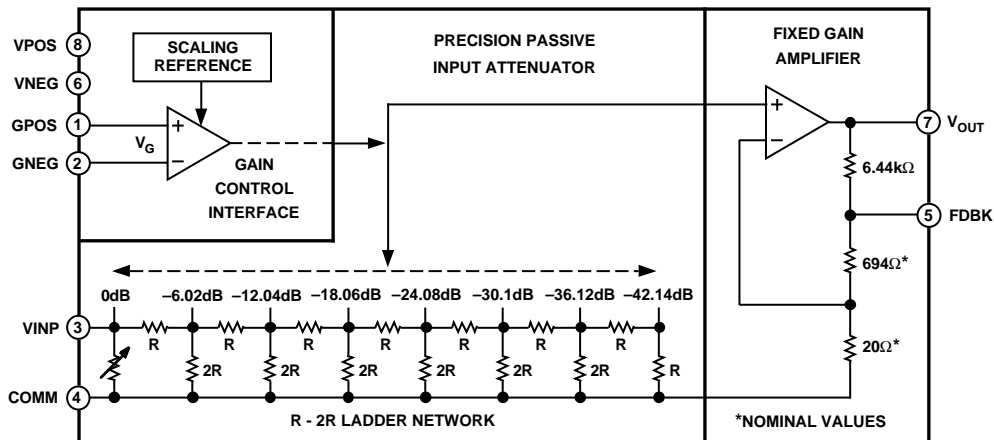 VPOS 8
VNEG 6
GPOS 1
GNEG 2
SCALING
REFERENCE
V_G
+
−
GAIN
CONTROL
INTERFACE
PRECISION PASSIVE
INPUT ATTENUATOR
FIXED GAIN
AMPLIFIER
+
−
7 V_OUT
6.44kΩ
5 FDBK
694Ω*
20Ω*
*NOMINAL VALUES
0dB −6.02dB −12.04dB −18.06dB −24.08dB −30.1dB −36.12dB −42.14dB
VINP 3
R R R R R R R
2R 2R 2R 2R 2R 2R R
COMM 4
R - 2R LADDER NETWORK